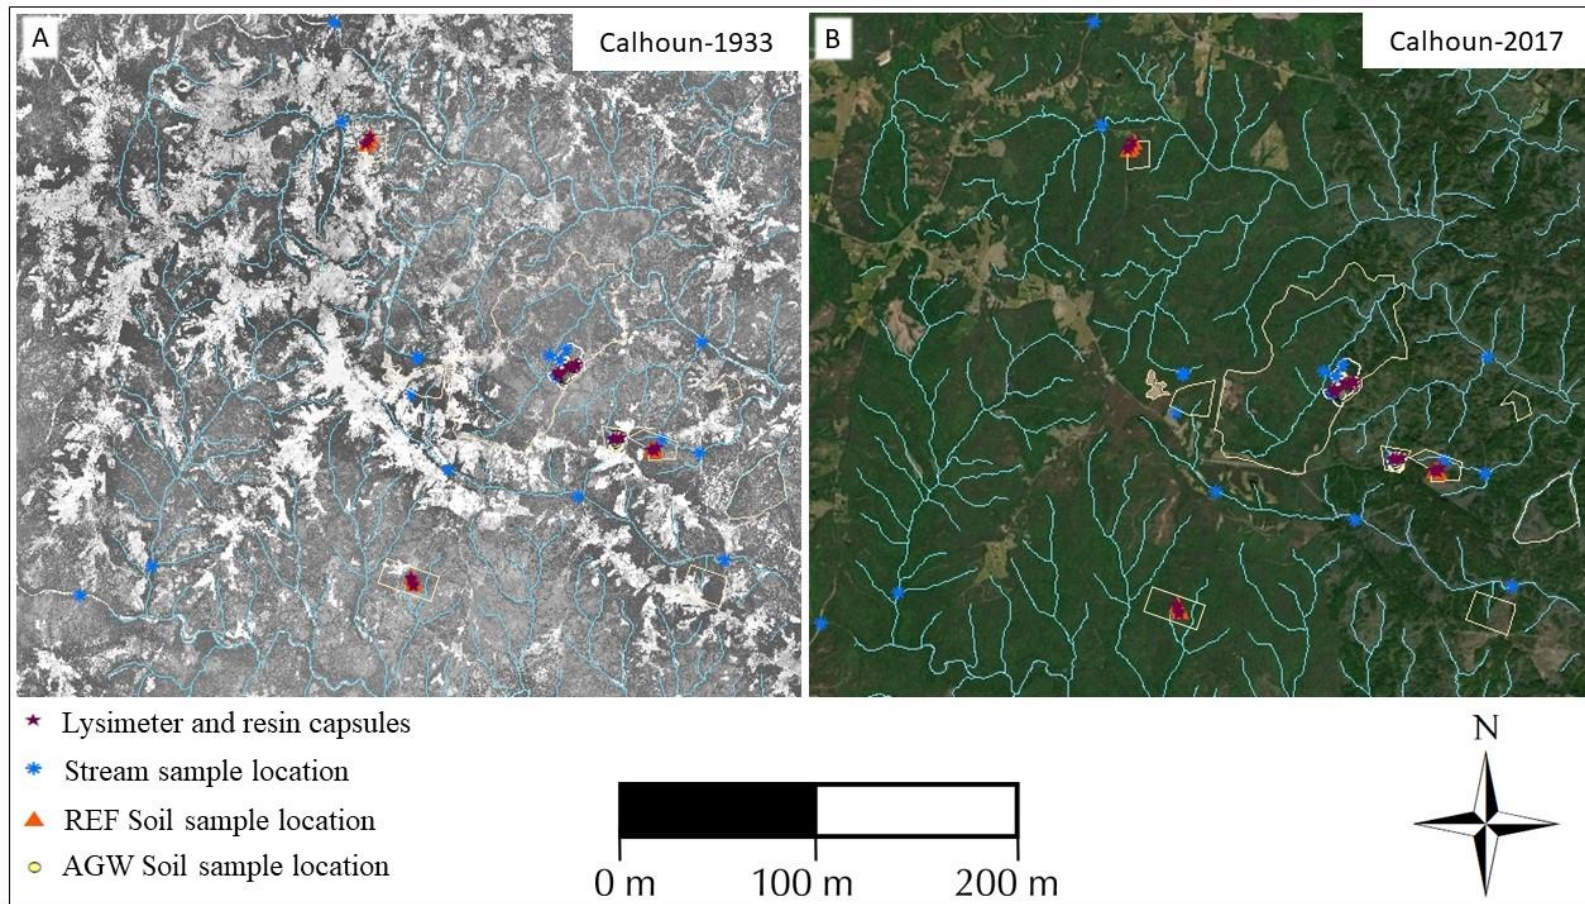 A
Calhoun-1933
B
Calhoun-2017
Lysimeter and resin capsules
Stream sample location
REF Soil sample location
AGW Soil sample location
0 m 100 m 200 m
N